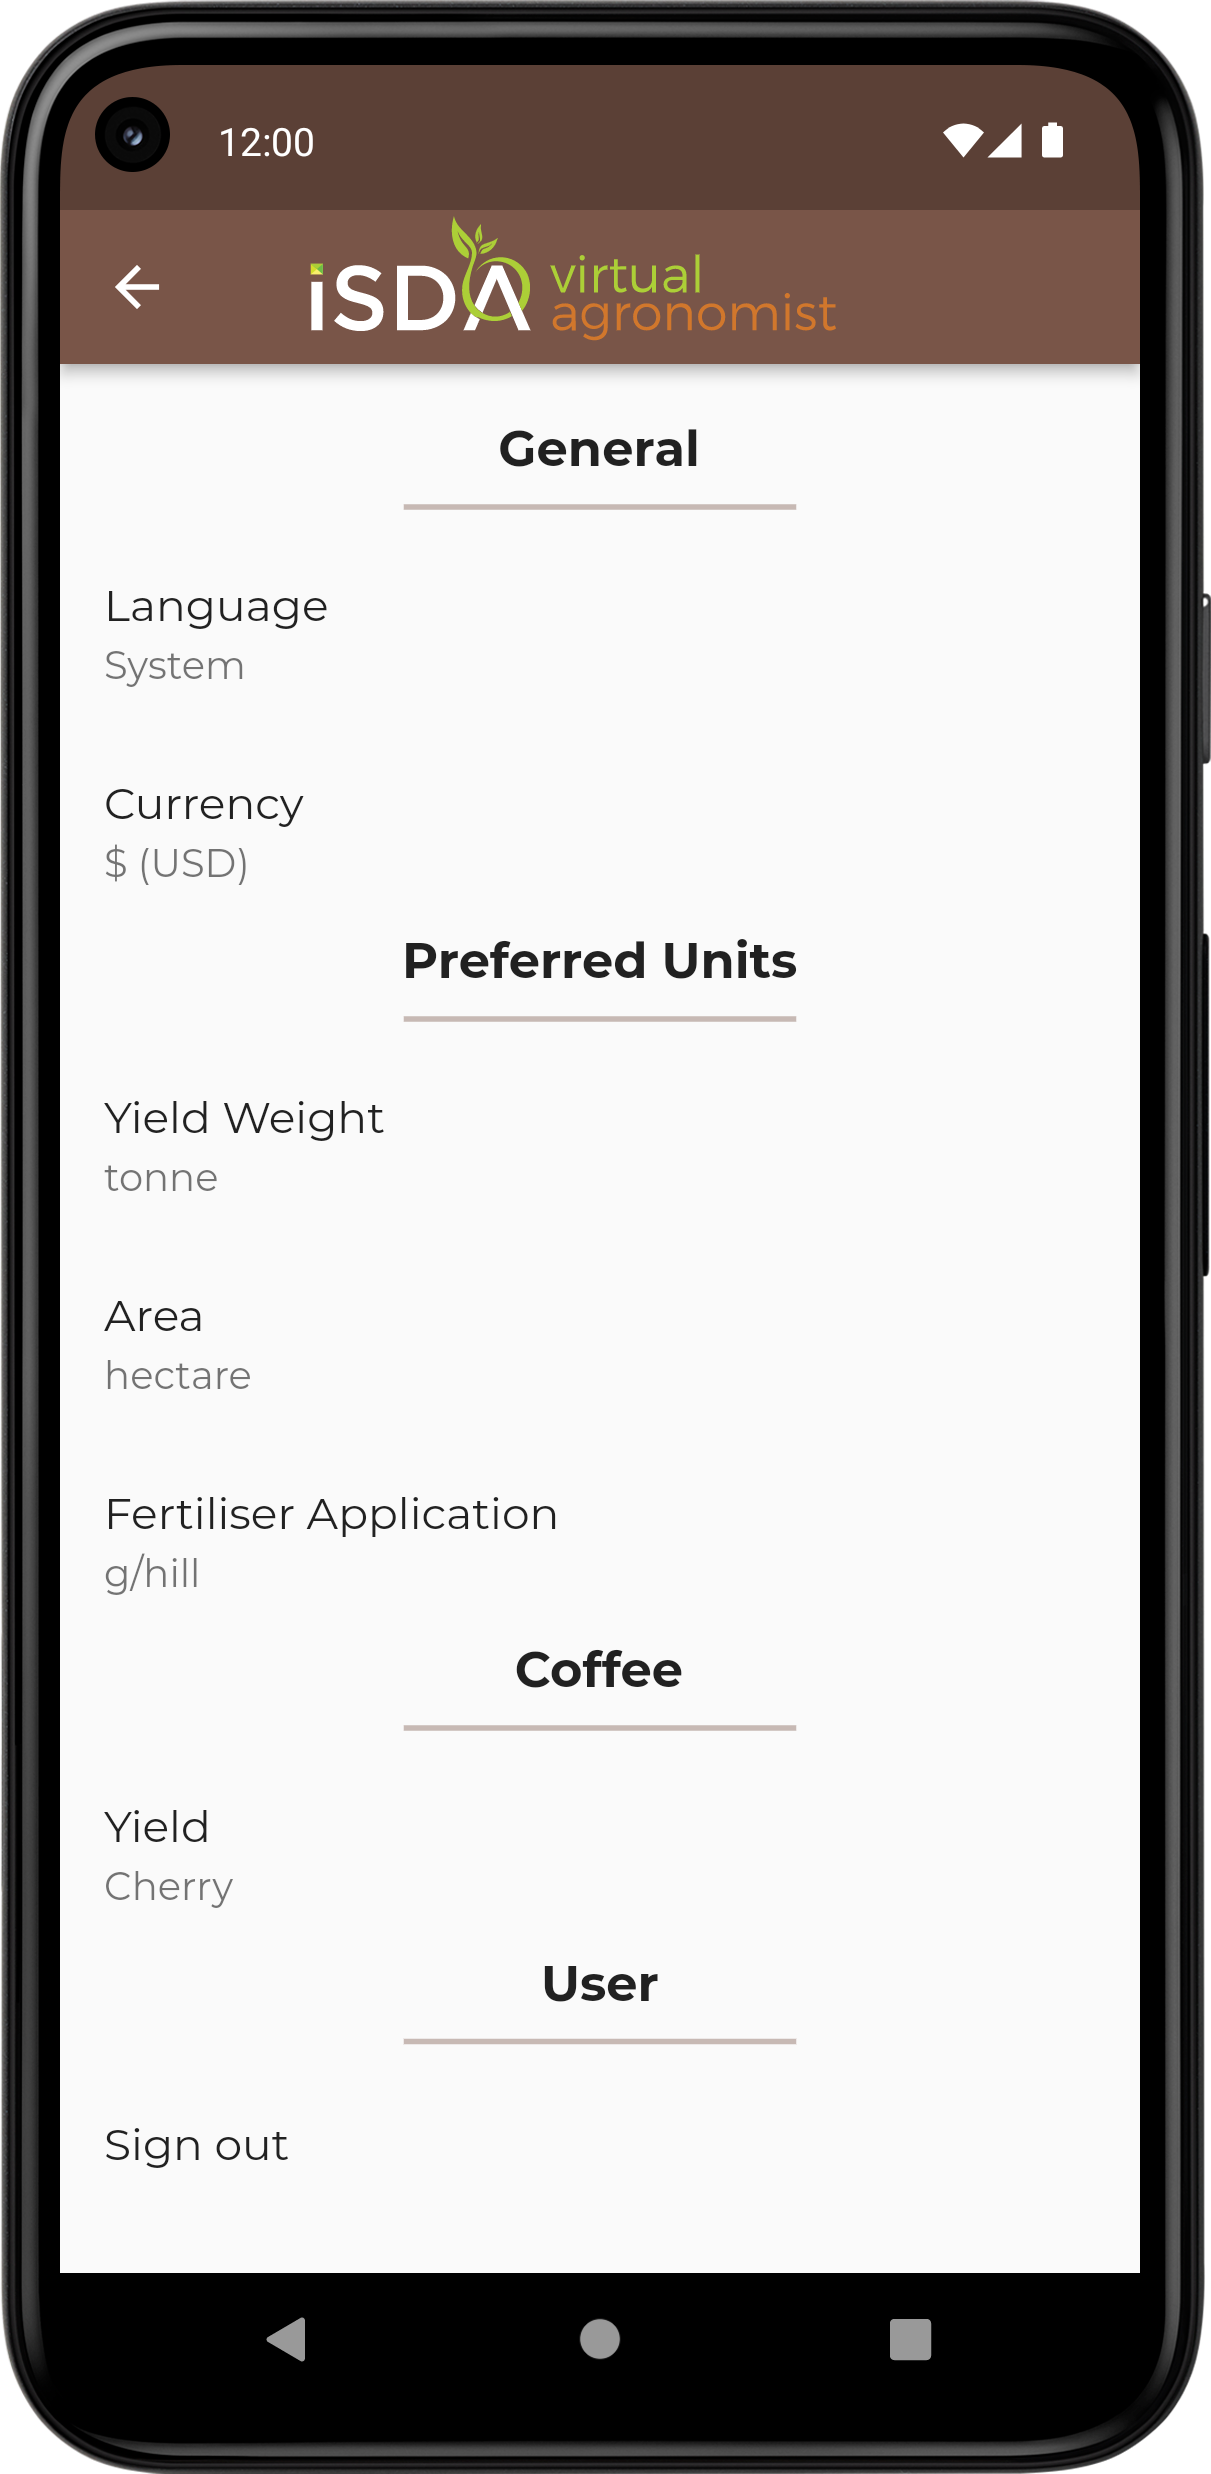 12:00
iSDA virtual
agronomist
General
Language
System
Currency
$ (USD)
Preferred Units
Yield Weight
tonne
Area
hectare
Fertiliser Application
g/hill
Coffee
Yield
Cherry
User
Sign out